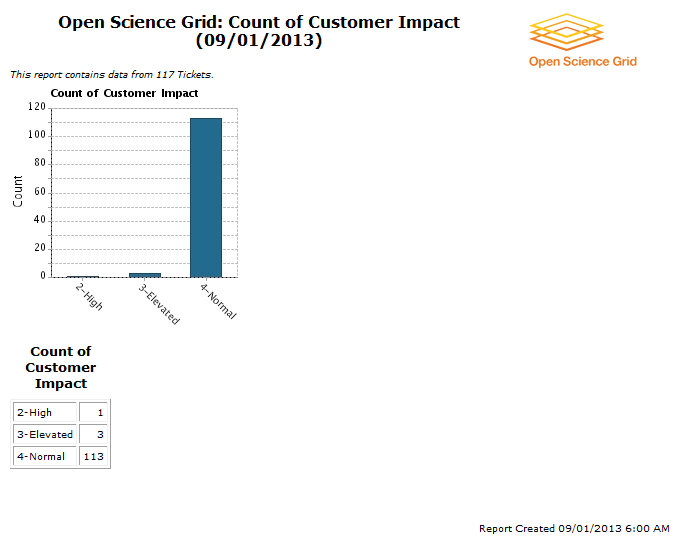 Open Science Grid: Count of Customer Impact
(09/01/2013)
Open Science Grid
This report contains data from 117 Tickets.
Count of Customer Impact
120
100
80
60
40
20
0
Count
2-High
3-Elevated
4-Normal
Count of
Customer
Impact
2-High 1
3-Elevated 3
4-Normal 113
Report Created 09/01/2013 6:00 AM